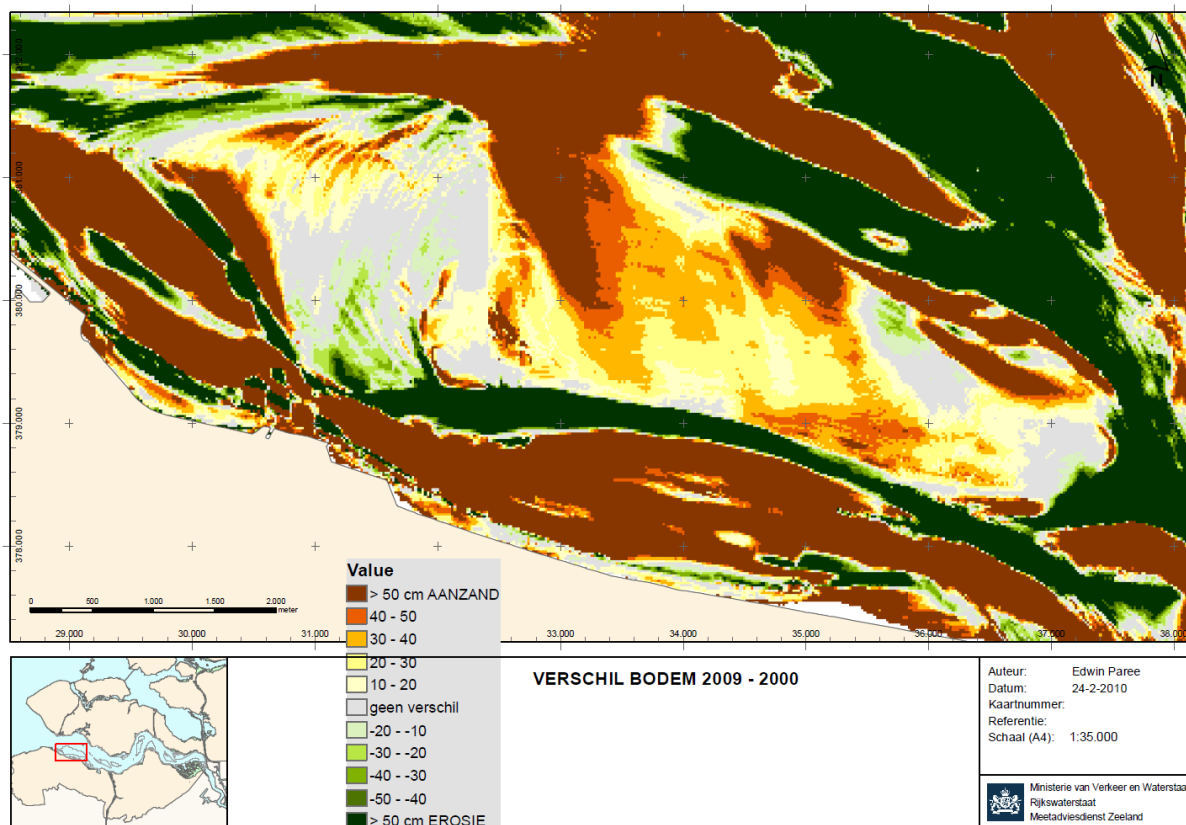 N
381.000
380.000
379.000
378.000
Value
> 50 cm AANZAND
40 - 50
30 - 40
20 - 30
10 - 20
geen verschil
-20 - -10
-30 - -20
-40 - -30
-50 - -40
> 50 cm EROSIE
0 500 1.000 1.500 2.000
meter
29.000 30.000 31.000 33.000 34.000 35.000 36.000 37.000 38.000
VERSCHIL BODEM 2009 - 2000
Auteur: Edwin Paree
Datum: 24-2-2010
Kaartnummer:
Referentie:
Schaal (A4): 1:35.000
Ministerie van Verkeer en Waterstaa
Rijkswaterstaat
Meetadviesdienst Zeeland